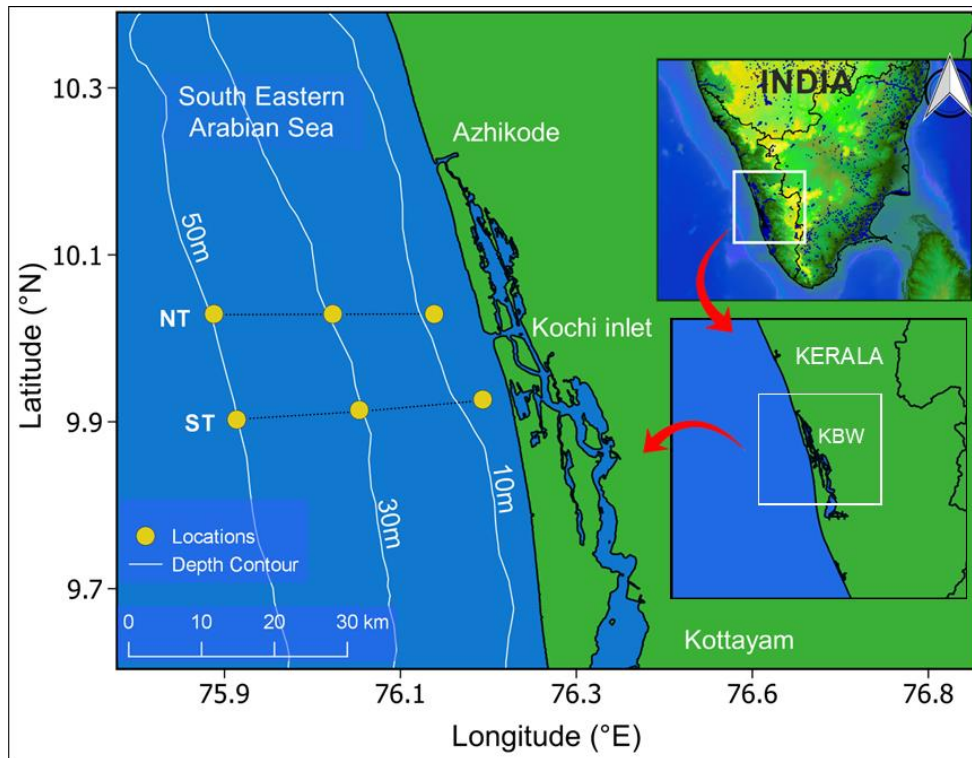 South Eastern
Arabian Sea
Azhikode
Kochi inlet
Kottayam
50m
30m
10m
NT
ST
Locations
Depth Contour
0 10 20 30 km
INDIA
KERALA
KBW
10.3
10.1
9.9
9.7
Latitude (°N)
75.9 76.1 76.3 76.6 76.8
Longitude (°E)